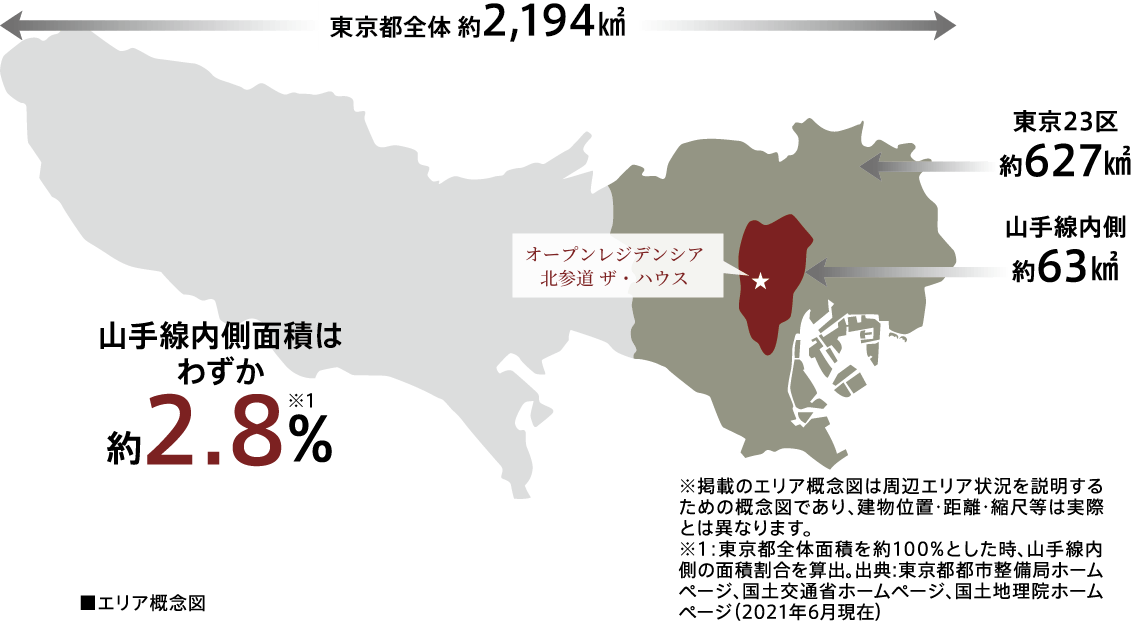 東京都全体 約2,194㎢
東京23区
約627㎢
山手線内側
約63㎢
オープンレジデンシア
北参道 ザ・ハウス
山手線内側面積は
わずか
約2.8%※1
※掲載のエリア概念図は周辺エリア状況を説明する
ための概念図であり、建物位置・距離・縮尺等は実際
とは異なります。
※1:東京都全体面積を約100%とした時、山手線内
側の面積割合を算出。出典:東京都都市整備局ホーム
ページ、国土交通省ホームページ、国土地理院ホーム
ページ(2021年6月現在)
■エリア概念図